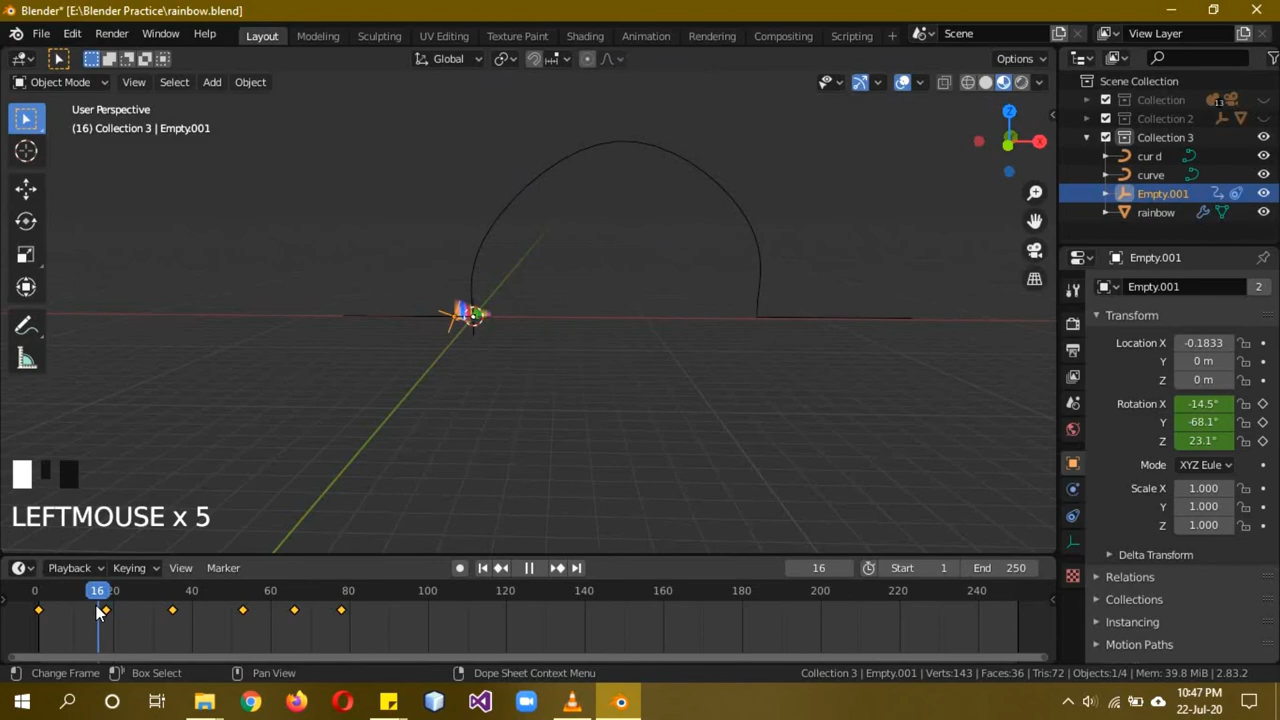 Blender* [E:\Blender Practice\rainbow.blend]
File Edit Render Window Help Layout Modeling Sculpting UV Editing Texture Paint Shading Animation Rendering Compositing Scripting Scene View Layer
Global Options
Object Mode View Select Add Object
User Perspective
(16) Collection 3 | Empty.001
Z
X
Scene Collection
Collection 13
Collection 2
Collection 3
cur d
curve
Empty.001
rainbow
Empty.001
Empty.001 2
Transform
Location X -0.1833
Y 0 m
Z 0 m
Rotation X -14.5°
Y -68.1°
Z 23.1°
Mode XYZ Eule
Scale X 1.000
Y 1.000
Z 1.000
Delta Transform
Relations
Collections
Instancing
Motion Paths
LEFTMOUSE x 5
Playback Keying View Marker 16 Start 1 End 250
0 16 20 40 60 80 100 120 140 160 180 200 220 240
Change Frame Box Select Pan View Dope Sheet Context Menu Collection 3 | Empty.001 | Verts:143 | Faces:36 | Tris:72 | Objects:1/4 | Mem: 39.8 MiB | 2.83.2
10:47 PM
22-Jul-20